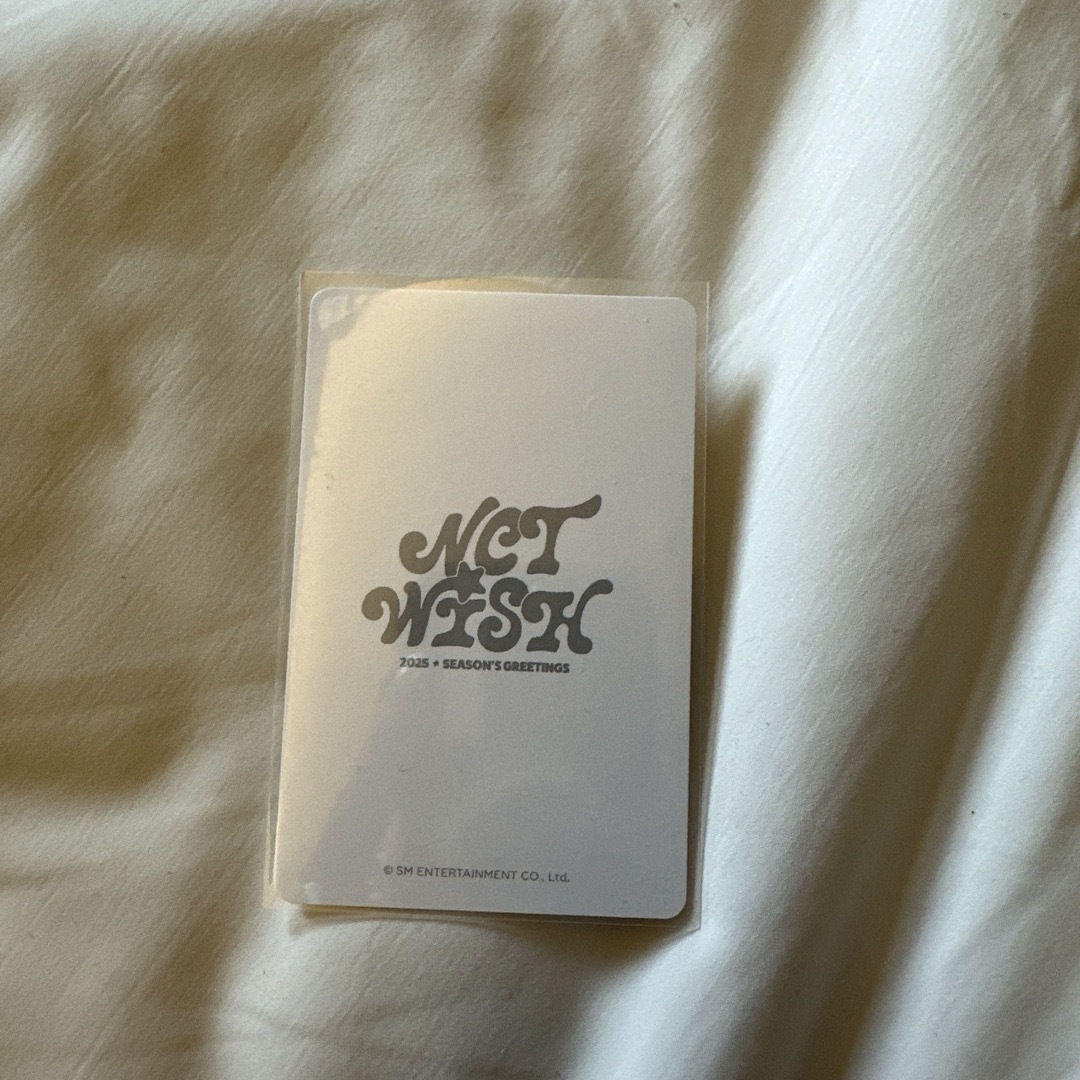 NCT
WISH
2025 ★ SEASON'S GREETINGS
© SM ENTERTAINMENT CO., Ltd.